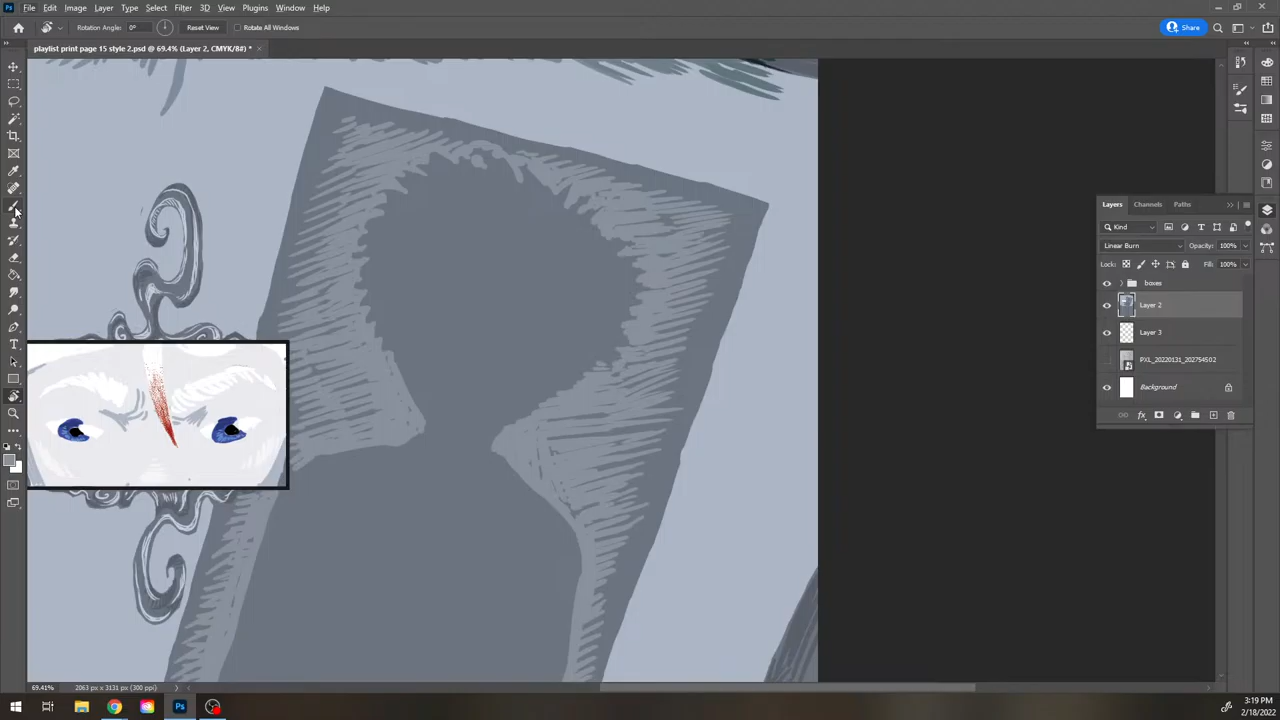 Ps File Edit Image Layer Type Select Filter 3D View Plugins Window Help
Rotation Angle: 0° Reset View Rotate All Windows Share
playlist print page 15 style 2.psd @ 69.4% (Layer 2, CMYK/8#) * ×
Layers Channels Paths
Kind
Linear Burn Opacity: 100%
Lock: Fill: 100%
boxes
Layer 2
Layer 3
PXL_20220131_202754502
Background
fx
69.41% 2063 px x 3131 px (300 ppi)
Ps 3:19 PM
2/18/2022